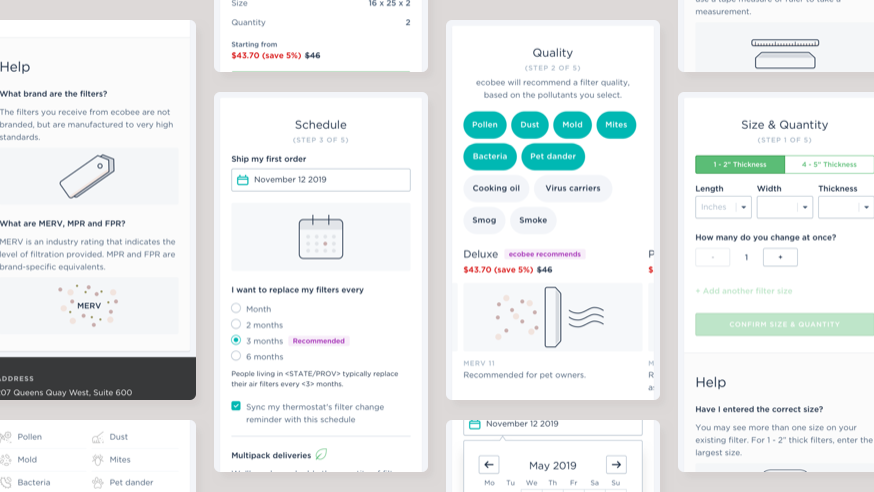 Help
What brand are the filters?
The filters you receive from ecobee are not
branded, but are manufactured to very high
standards.
What are MERV, MPR and FPR?
MERV is an industry rating that indicates the
level of filtration provided. MPR and FPR are
brand-specific equivalents.
MERV
ADDRESS
207 Queens Quay West, Suite 600
Pollen
Dust
Mold
Mites
Bacteria
Pet dander
Size
16 x 25 x 2
Quantity
2
Starting from
$43.70 (save 5%) $46
Schedule
(STEP 3 OF 5)
Ship my first order
November 12 2019
I want to replace my filters every
Month
2 months
3 months Recommended
6 months
People living in <STATE/PROV> typically replace
their air filters every <3> months.
Sync my thermostat's filter change
reminder with this schedule
Multipack deliveries
Quality
(STEP 2 OF 5)
ecobee will recommend a filter quality,
based on the pollutants you select.
Pollen
Dust
Mold
Mites
Bacteria
Pet dander
Cooking oil
Virus carriers
Smog
Smoke
Deluxe ecobee recommends
$43.70 (save 5%) $46
MERV 11
Recommended for pet owners.
November 12 2019
May 2019
Mo Tu We Th Fr Sa Su
measurement.
Size & Quantity
(STEP 1 OF 5)
1 - 2" Thickness
4 - 5" Thickness
Length Width Thickness
Inches
How many do you change at once?
- 1 +
+ Add another filter size
CONFIRM SIZE & QUANTITY
Help
Have I entered the correct size?
You may see more than one size on your
existing filter. For 1 - 2" thick filters, enter the
largest size.